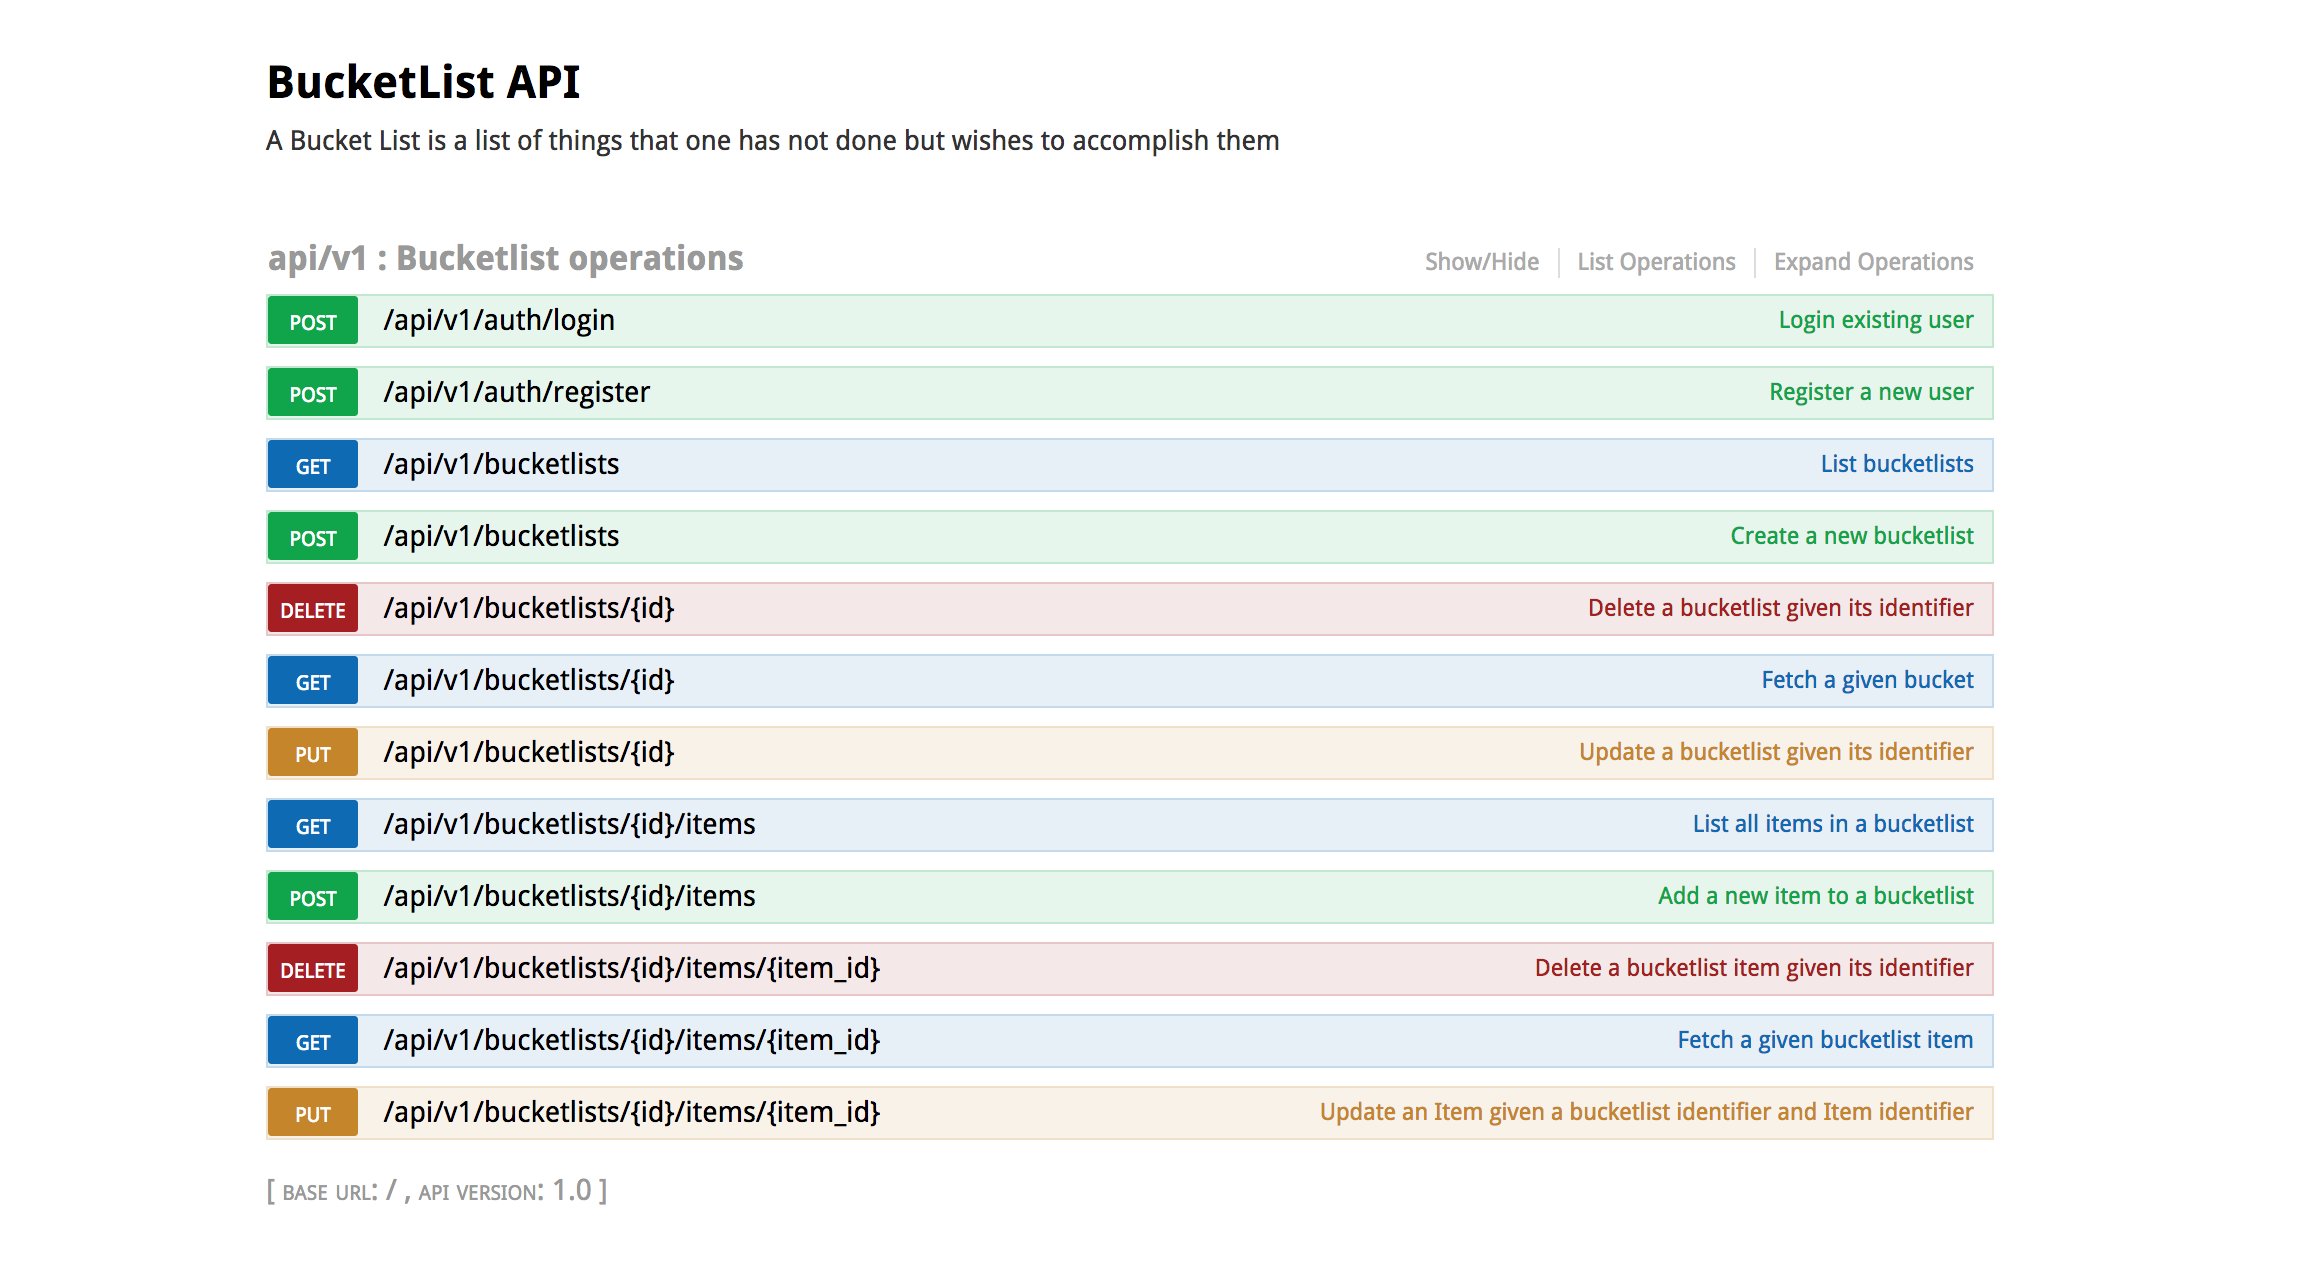 BucketList API
A Bucket List is a list of things that one has not done but wishes to accomplish them
api/v1 : Bucketlist operations Show/Hide List Operations Expand Operations
POST /api/v1/auth/login Login existing user
POST /api/v1/auth/register Register a new user
GET /api/v1/bucketlists List bucketlists
POST /api/v1/bucketlists Create a new bucketlist
DELETE /api/v1/bucketlists/{id} Delete a bucketlist given its identifier
GET /api/v1/bucketlists/{id} Fetch a given bucket
PUT /api/v1/bucketlists/{id} Update a bucketlist given its identifier
GET /api/v1/bucketlists/{id}/items List all items in a bucketlist
POST /api/v1/bucketlists/{id}/items Add a new item to a bucketlist
DELETE /api/v1/bucketlists/{id}/items/{item_id} Delete a bucketlist item given its identifier
GET /api/v1/bucketlists/{id}/items/{item_id} Fetch a given bucketlist item
PUT /api/v1/bucketlists/{id}/items/{item_id} Update an Item given a bucketlist identifier and Item identifier
[ BASE URL: / , API VERSION: 1.0 ]